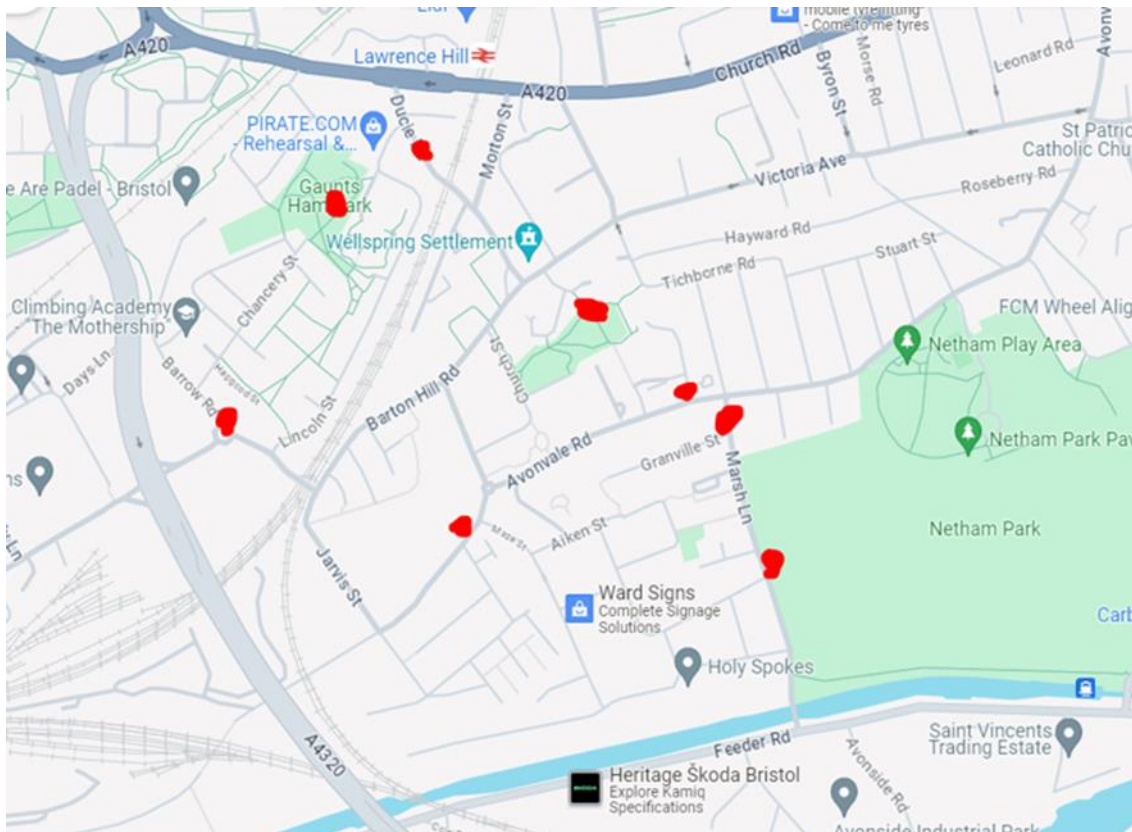 A420
Lawrence Hill
A420
Church Rd
mobile tyre fitting
- Come to me tyres
Byron St
Morse Rd
Leonard Rd
Ducie
Morton St
PIRATE.COM
- Rehearsal &...
St Patric
Catholic Chu
Victoria Ave
Roseberry Rd
e Are Padel - Bristol
Gaunts
Ham Park
Wellspring Settlement
Hayward Rd
Stuart St
Tichborne Rd
Chancery St
Climbing Academy
The Mothership
FCM Wheel Alig
Netham Play Area
Days Ln
Barrow Rd
Lincoln St
Barton Hill Rd
Church St
Avonvale Rd
Granville St
Marsh Ln
Netham Park Pav
Netham Park
Maze St
Aiken St
Jarvis St
Ward Signs
Complete Signage
Solutions
Holy Spokes
Carb
A4320
Feeder Rd
Saint Vincents
Trading Estate
Avonside Rd
Heritage Škoda Bristol
Explore Kamiq
Specifications
Avonside Industrial Park